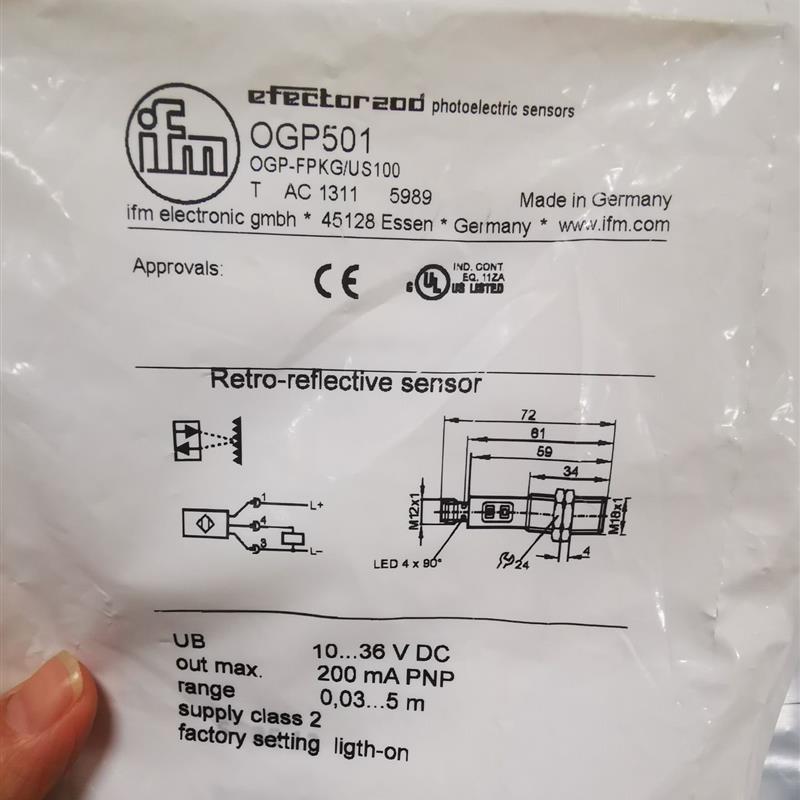 ifm
efector200 photoelectric sensors
OGP501
OGP-FPKG/US100
T AC 1311 5989 Made in Germany
ifm electronic gmbh * 45128 Essen * Germany * www.ifm.com
Approvals:
CE
c UL US LISTED
IND. CONT
EQ. 11ZA
Retro-reflective sensor
72
61
59
34
M12x1
M18x1
LED 4 x 90°
24
4
1
L+
4
3
L–
UB 10...36 V DC
out max. 200 mA PNP
range 0,03...5 m
supply class 2
factory setting ligth-on